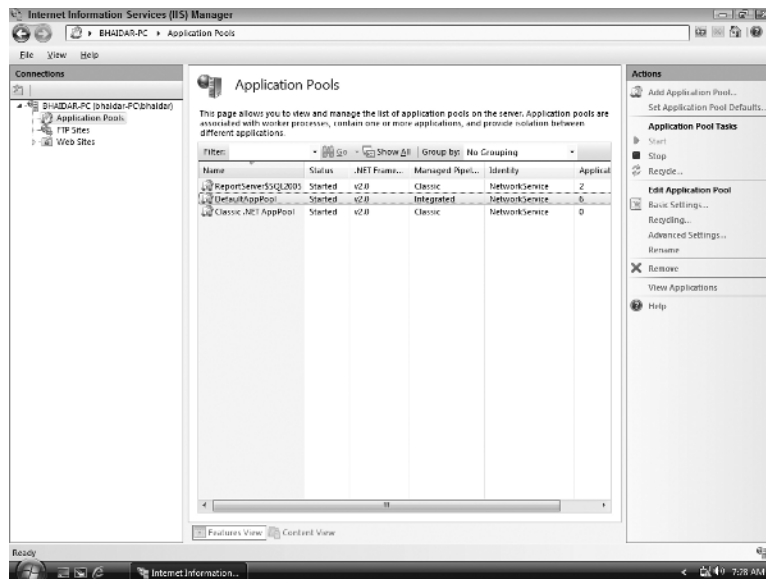 Internet Information Services (IIS) Manager
BHAIDAR-PC ▸ Application Pools
File View Help
Connections
BHAIDAR-PC (bhaidar-PC\bhaidar)
Application Pools
FTP Sites
Web Sites
Application Pools
This page allows you to view and manage the list of application pools on the server. Application pools are
associated with worker processes, contain one or more applications, and provide isolation between
different applications.
Filter: Go Show All Group by: No Grouping
Name Status .NET Frame... Managed Pipel... Identity Applicat
ReportServer$SQL2005 Started v2.0 Classic NetworkService 2
DefaultAppPool Started v2.0 Integrated NetworkService 6
Classic .NET AppPool Started v2.0 Classic NetworkService 0
Features View Content View
Actions
Add Application Pool...
Set Application Pool Defaults...
Application Pool Tasks
Start
Stop
Recycle...
Edit Application Pool
Basic Settings...
Recycling...
Advanced Settings...
Rename
Remove
View Applications
Help
Ready
Internet Information... 7:28 AM